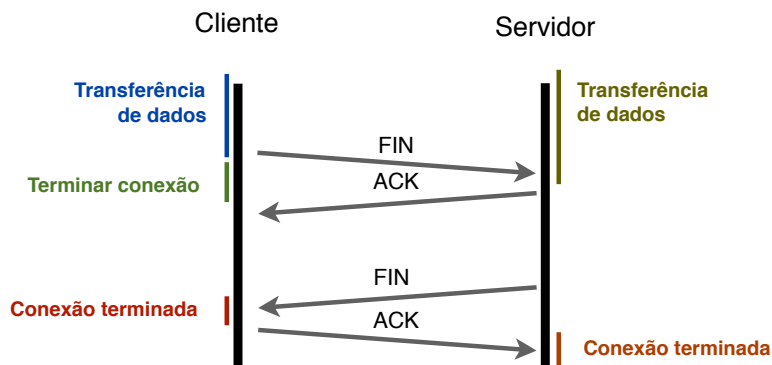 Cliente
Servidor
Transferência
de dados
Transferência
de dados
FIN
ACK
Terminar conexão
FIN
Conexão terminada
ACK
Conexão terminada